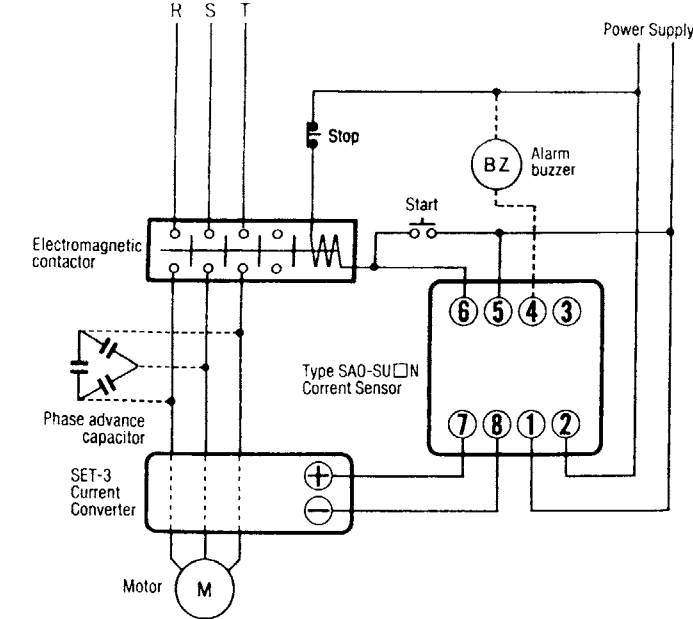 R S T
Power Supply
Stop
BZ
Alarm
buzzer
Start
Electromagnetic
contactor
6 5 4 3
Type SAO-SU□N
Corrent Sensor
Phase advance
capacitor
7 8 1 2
SET-3
Current
Converter
+
−
Motor
M